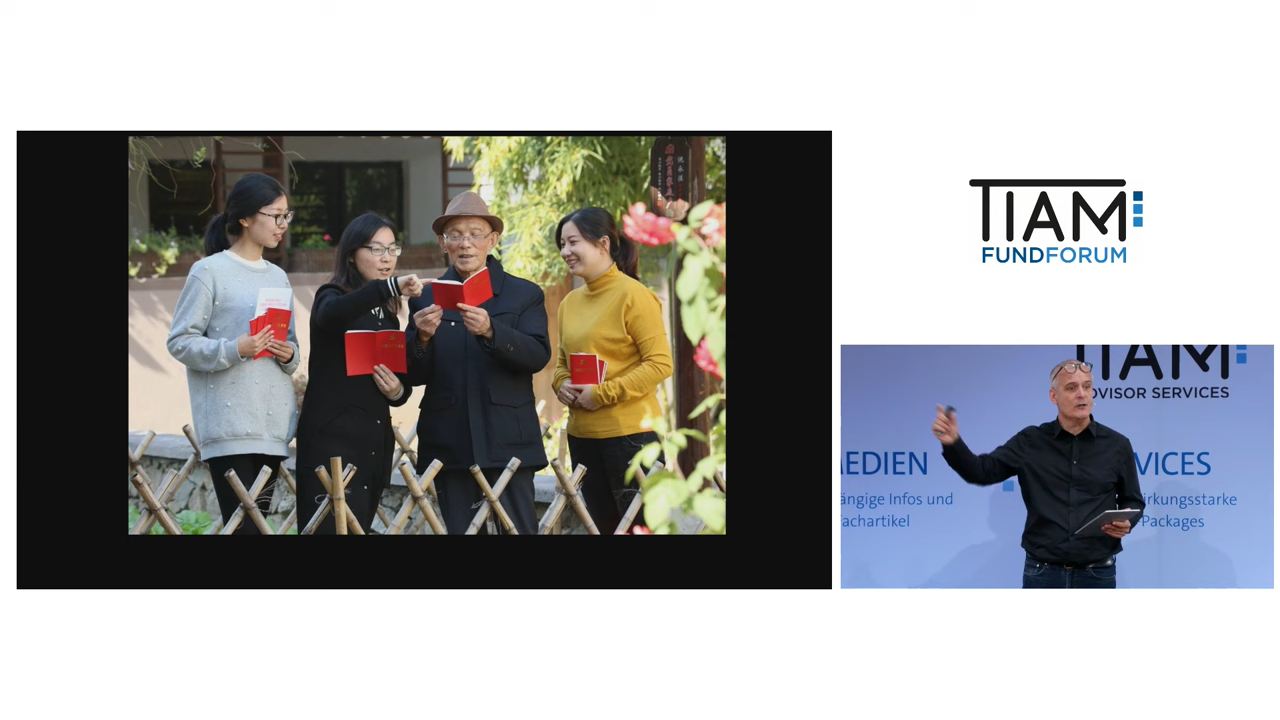 TIAM
FUNDFORUM
TIAM
DVISOR SERVICES
EDIEN
VICES
ängige Infos und
irkungsstarke
achartikel
Packages